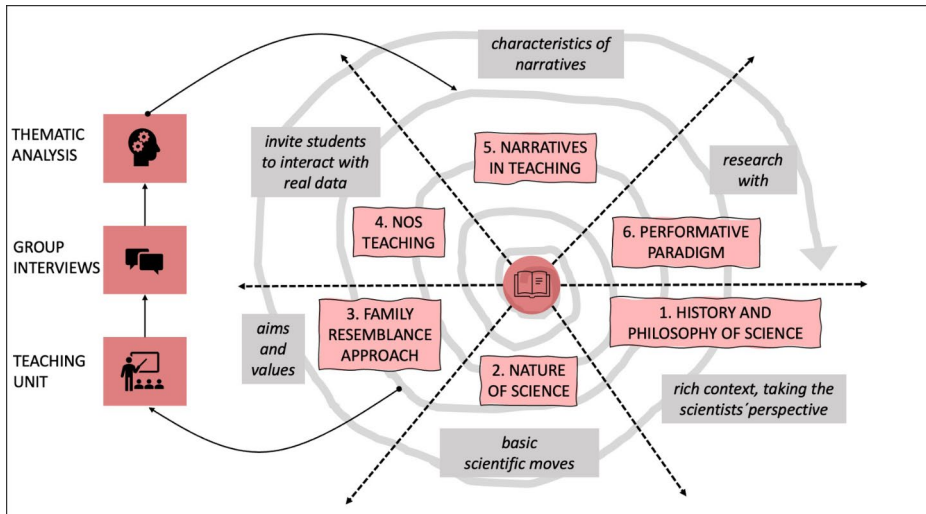 characteristics of
narratives
THEMATIC
ANALYSIS
invite students
to interact with
real data
5. NARRATIVES
IN TEACHING
research
with
GROUP
INTERVIEWS
4. NOS
TEACHING
6. PERFORMATIVE
PARADIGM
TEACHING
UNIT
aims
and
values
3. FAMILY
RESEMBLANCE
APPROACH
1. HISTORY AND
PHILOSOPHY OF SCIENCE
2. NATURE
OF SCIENCE
rich context, taking the
scientists´perspective
basic
scientific moves